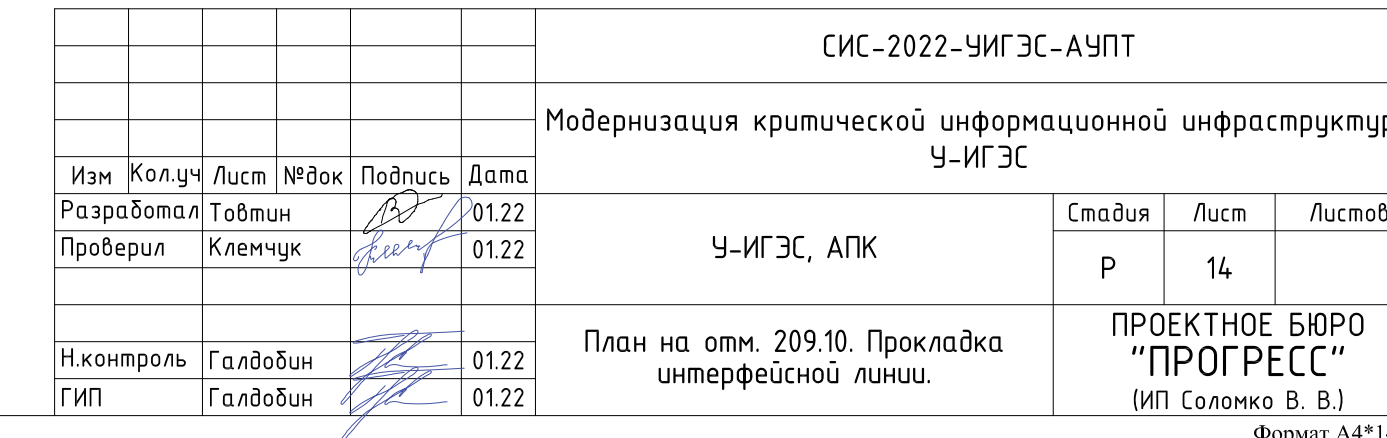 СИС-2022-УИГЭС-АУПТ
Модернизация критической информационной инфраструктур
У-ИГЭС
Изм Кол.уч Лист №док Подпись Дата
Разработал Товтин 01.22
Проверил Клемчук 01.22
У-ИГЭС, АПК
Стадия Лист Листов
Р 14
Н.контроль Галдобин 01.22
ГИП Галдобин 01.22
План на отм. 209.10. Прокладка
интерфейсной линии.
ПРОЕКТНОЕ БЮРО
"ПРОГРЕСС"
(ИП Соломко В. В.)
Формат А4*1